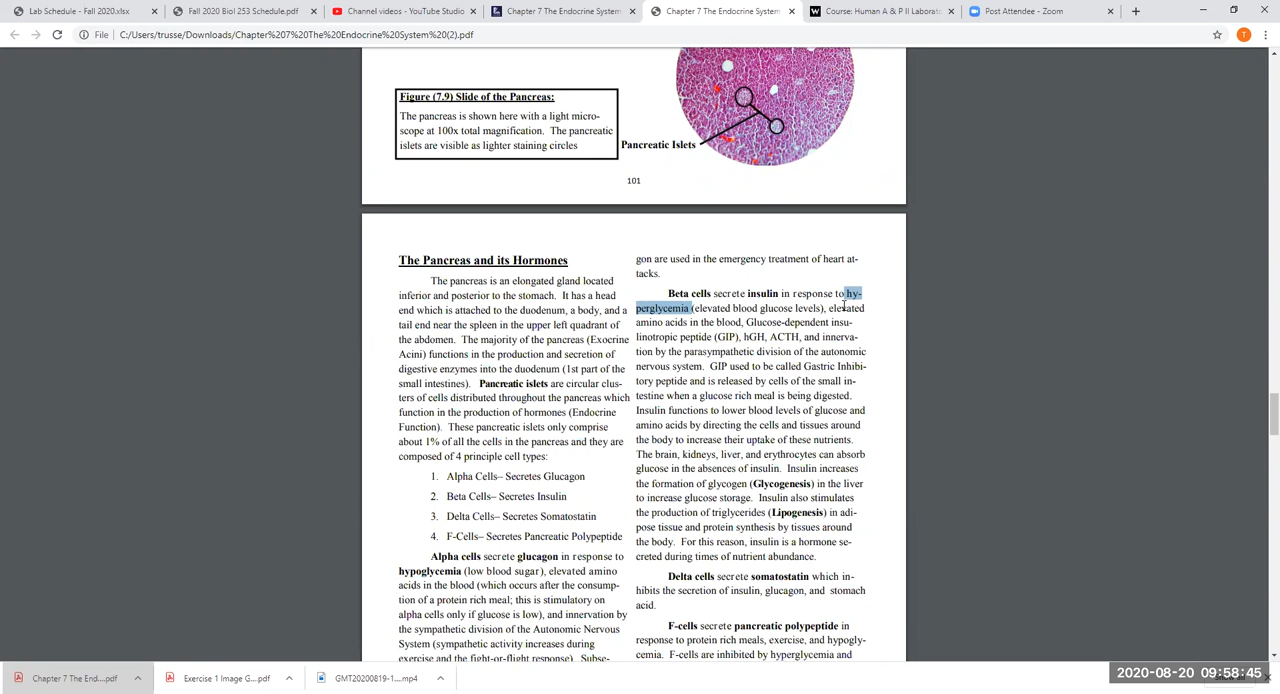 Lab Schedule - Fall 2020.xlsx
Fall 2020 Biol 253 Schedule.pdf
Channel videos - YouTube Studio
Chapter 7 The Endocrine System
Chapter 7 The Endocrine System
Course: Human A & P II Laborat
Post Attendee - Zoom
File
C:/Users/trusse/Downloads/Chapter%207%20The%20Endocrine%20System%20(2).pdf
T
Figure (7.9) Slide of the Pancreas:
The pancreas is shown here with a light micro-
scope at 100x total magnification. The pancreatic
islets are visible as lighter staining circles
Pancreatic Islets
101
The Pancreas and its Hormones
The pancreas is an elongated gland located
inferior and posterior to the stomach. It has a head
end which is attached to the duodenum, a body, and a
tail end near the spleen in the upper left quadrant of
the abdomen. The majority of the pancreas (Exocrine
Acini) functions in the production and secretion of
digestive enzymes into the duodenum (1st part of the
small intestines). Pancreatic islets are circular clus-
ters of cells distributed throughout the pancreas which
function in the production of hormones (Endocrine
Function). These pancreatic islets only comprise
about 1% of all the cells in the pancreas and they are
composed of 4 principle cell types:
1. Alpha Cells– Secretes Glucagon
2. Beta Cells– Secretes Insulin
3. Delta Cells– Secretes Somatostatin
4. F-Cells– Secretes Pancreatic Polypeptide
Alpha cells secrete glucagon in response to
hypoglycemia (low blood sugar), elevated amino
acids in the blood (which occurs after the consump-
tion of a protein rich meal; this is stimulatory on
alpha cells only if glucose is low), and innervation by
the sympathetic division of the Autonomic Nervous
System (sympathetic activity increases during
exercise and the fight-or-flight response). Subse-
gon are used in the emergency treatment of heart at-
tacks.
Beta cells secrete insulin in response to hy-
perglycemia (elevated blood glucose levels), elevated
amino acids in the blood, Glucose-dependent insu-
linotropic peptide (GIP), hGH, ACTH, and innerva-
tion by the parasympathetic division of the autonomic
nervous system. GIP used to be called Gastric Inhibi-
tory peptide and is released by cells of the small in-
testine when a glucose rich meal is being digested.
Insulin functions to lower blood levels of glucose and
amino acids by directing the cells and tissues around
the body to increase their uptake of these nutrients.
The brain, kidneys, liver, and erythrocytes can absorb
glucose in the absences of insulin. Insulin increases
the formation of glycogen (Glycogenesis) in the liver
to increase glucose storage. Insulin also stimulates
the production of triglycerides (Lipogenesis) in adi-
pose tissue and protein synthesis by tissues around
the body. For this reason, insulin is a hormone se-
creted during times of nutrient abundance.
Delta cells secrete somatostatin which in-
hibits the secretion of insulin, glucagon, and stomach
acid.
F-cells secrete pancreatic polypeptide in
response to protein rich meals, exercise, and hypogly-
cemia. F-cells are inhibited by hyperglycemia and
Chapter 7 The End....pdf
Exercise 1 Image G....pdf
GMT20200819-1....mp4
2020-08-20 09:58:45